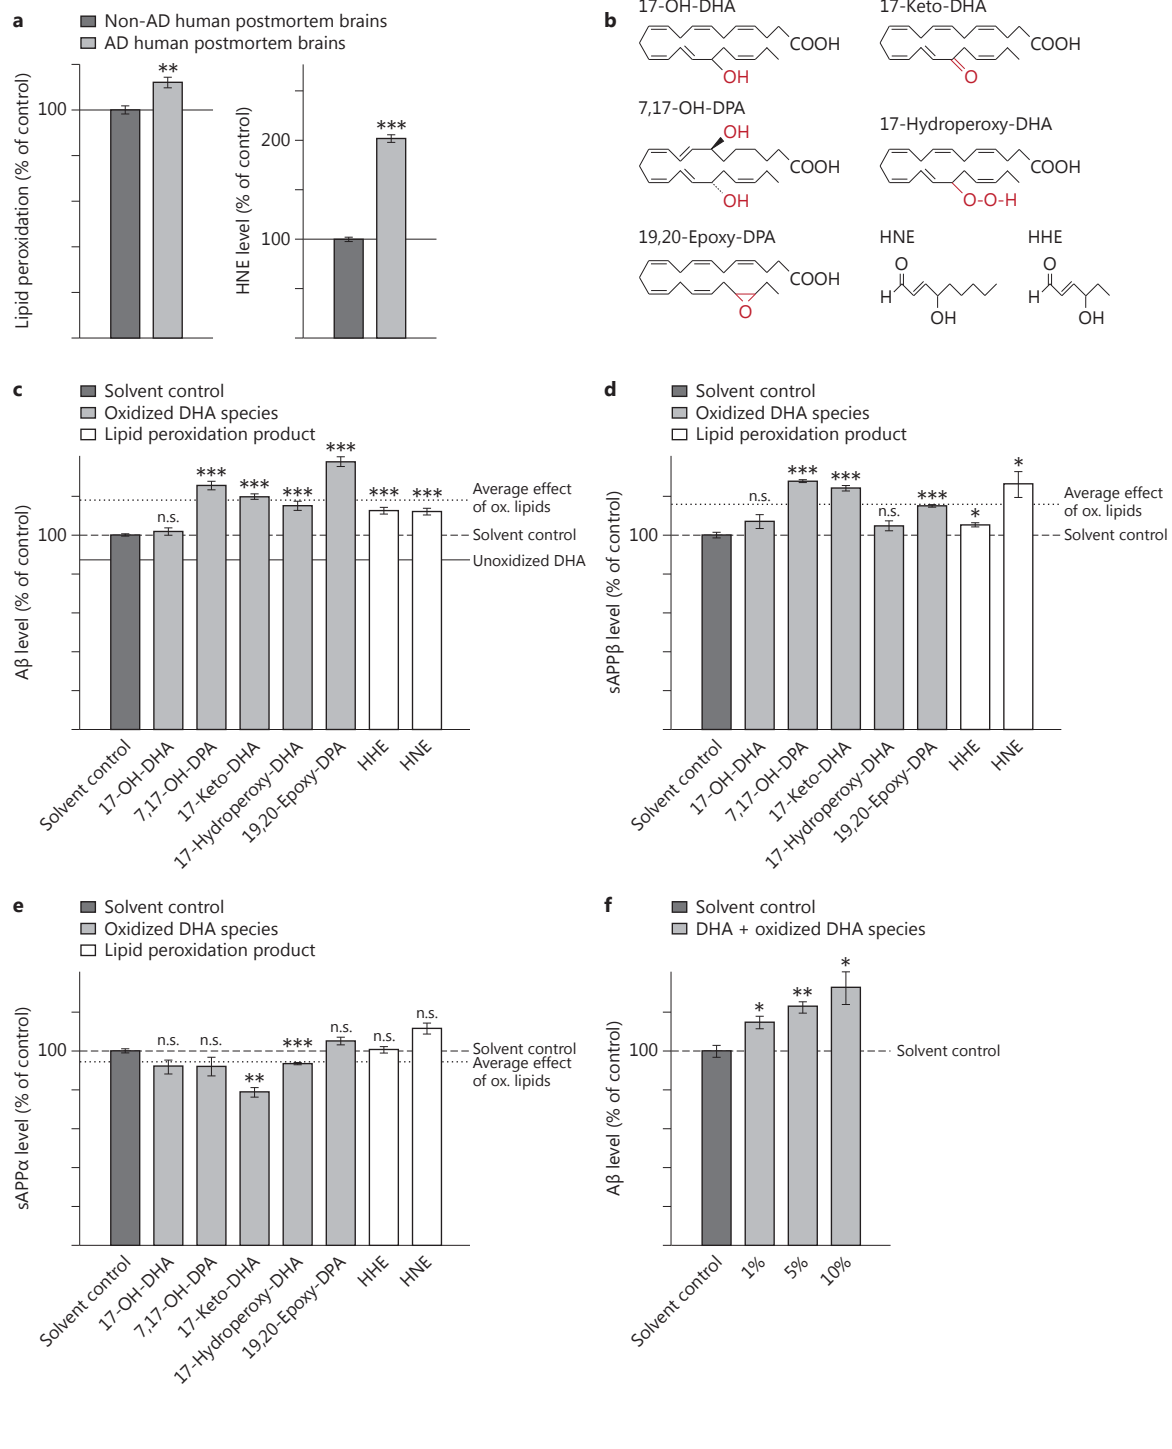 a
Non-AD human postmortem brains
AD human postmortem brains
Lipid peroxidation (% of control)
100
**
HNE level (% of control)
200
100
***
b
17-OH-DHA
COOH
OH
17-Keto-DHA
COOH
O
7,17-OH-DPA
OH
COOH
OH
17-Hydroperoxy-DHA
COOH
O-O-H
19,20-Epoxy-DPA
COOH
O
HNE
O
H
OH
HHE
O
H
OH
c
Solvent control
Oxidized DHA species
Lipid peroxidation product
Aβ level (% of control)
100
n.s.
***
***
***
***
***
***
Average effect
of ox. lipids
Solvent control
Unoxidized DHA
Solvent control
17-OH-DHA
7,17-OH-DPA
17-Keto-DHA
17-Hydroperoxy-DHA
19,20-Epoxy-DPA
HHE
HNE
d
Solvent control
Oxidized DHA species
Lipid peroxidation product
sAPPβ level (% of control)
100
n.s.
***
***
n.s.
***
*
*
Average effect
of ox. lipids
Solvent control
Solvent control
17-OH-DHA
7,17-OH-DPA
17-Keto-DHA
17-Hydroperoxy-DHA
19,20-Epoxy-DPA
HHE
HNE
e
Solvent control
Oxidized DHA species
Lipid peroxidation product
sAPPα level (% of control)
100
n.s.
n.s.
**
***
n.s.
n.s.
n.s.
Solvent control
Average effect
of ox. lipids
Solvent control
17-OH-DHA
7,17-OH-DPA
17-Keto-DHA
17-Hydroperoxy-DHA
19,20-Epoxy-DPA
HHE
HNE
f
Solvent control
DHA + oxidized DHA species
Aβ level (% of control)
100
*
**
*
Solvent control
Solvent control
1%
5%
10%